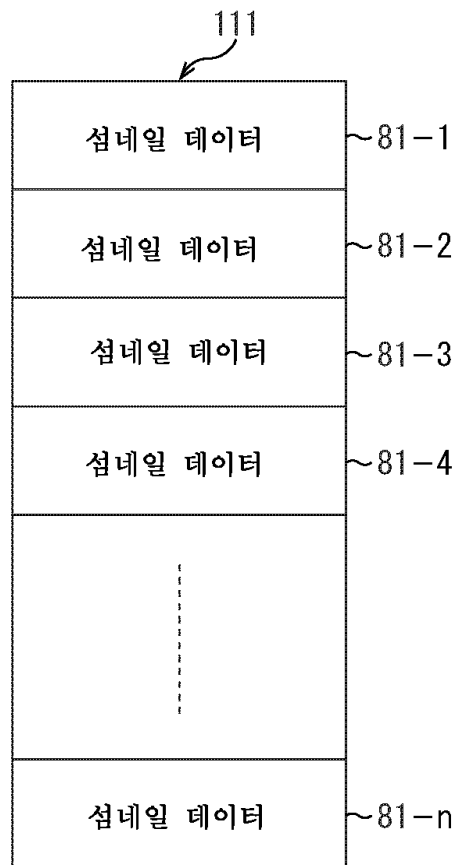 111
섬네일 데이터 81-1
섬네일 데이터 81-2
섬네일 데이터 81-3
섬네일 데이터 81-4
섬네일 데이터 81-n